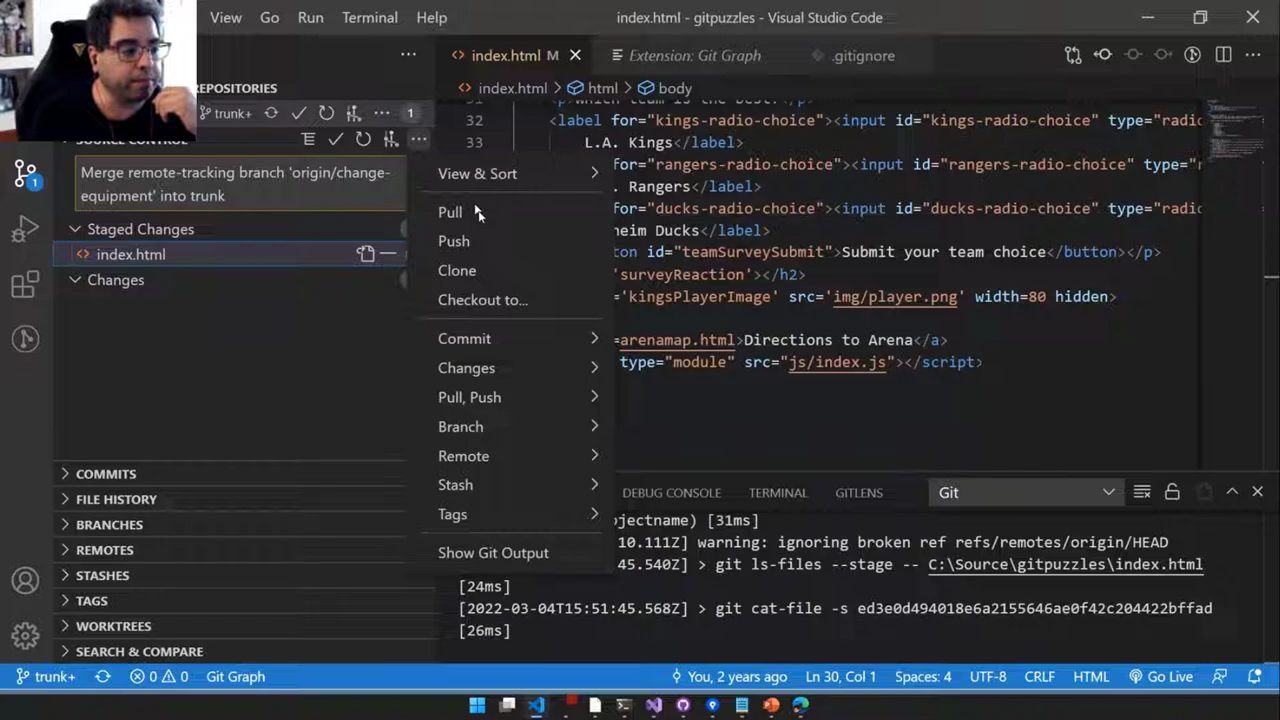 View Go Run Terminal Help
index.html - gitpuzzles - Visual Studio Code
REPOSITORIES
trunk+ 1
SOURCE CONTROL
Merge remote-tracking branch 'origin/change-
equipment' into trunk
Staged Changes
index.html
Changes
COMMITS
FILE HISTORY
BRANCHES
REMOTES
STASHES
TAGS
WORKTREES
SEARCH & COMPARE
1
View & Sort
Pull
Push
Clone
Checkout to...
Commit
Changes
Pull, Push
Branch
Remote
Stash
Tags
Show Git Output
index.html M
Extension: Git Graph
.gitignore
index.html > html > body
<p>Which team is the best?</p>
32 <label for="kings-radio-choice"><input id="kings-radio-choice" type="radio
33 L.A. Kings</label>
for="rangers-radio-choice"><input id="rangers-radio-choice" type="r
. Rangers</label>
for="ducks-radio-choice"><input id="ducks-radio-choice" type="radio
heim Ducks</label>
ton id="teamSurveySubmit">Submit your team choice</button></p>
'surveyReaction'></h2>
='kingsPlayerImage' src='img/player.png' width=80 hidden>
=arenamap.html>Directions to Arena</a>
type="module" src="js/index.js"></script>
DEBUG CONSOLE TERMINAL GITLENS Git
ojectname) [31ms]
10.111Z] warning: ignoring broken ref refs/remotes/origin/HEAD
45.540Z] > git ls-files --stage -- C:\Source\gitpuzzles\index.html
[24ms]
[2022-03-04T15:51:45.568Z] > git cat-file -s ed3e0d494018e6a2155646ae0f42c204422bffad
[26ms]
trunk+ 0 0 Git Graph You, 2 years ago Ln 30, Col 1 Spaces: 4 UTF-8 CRLF HTML Go Live